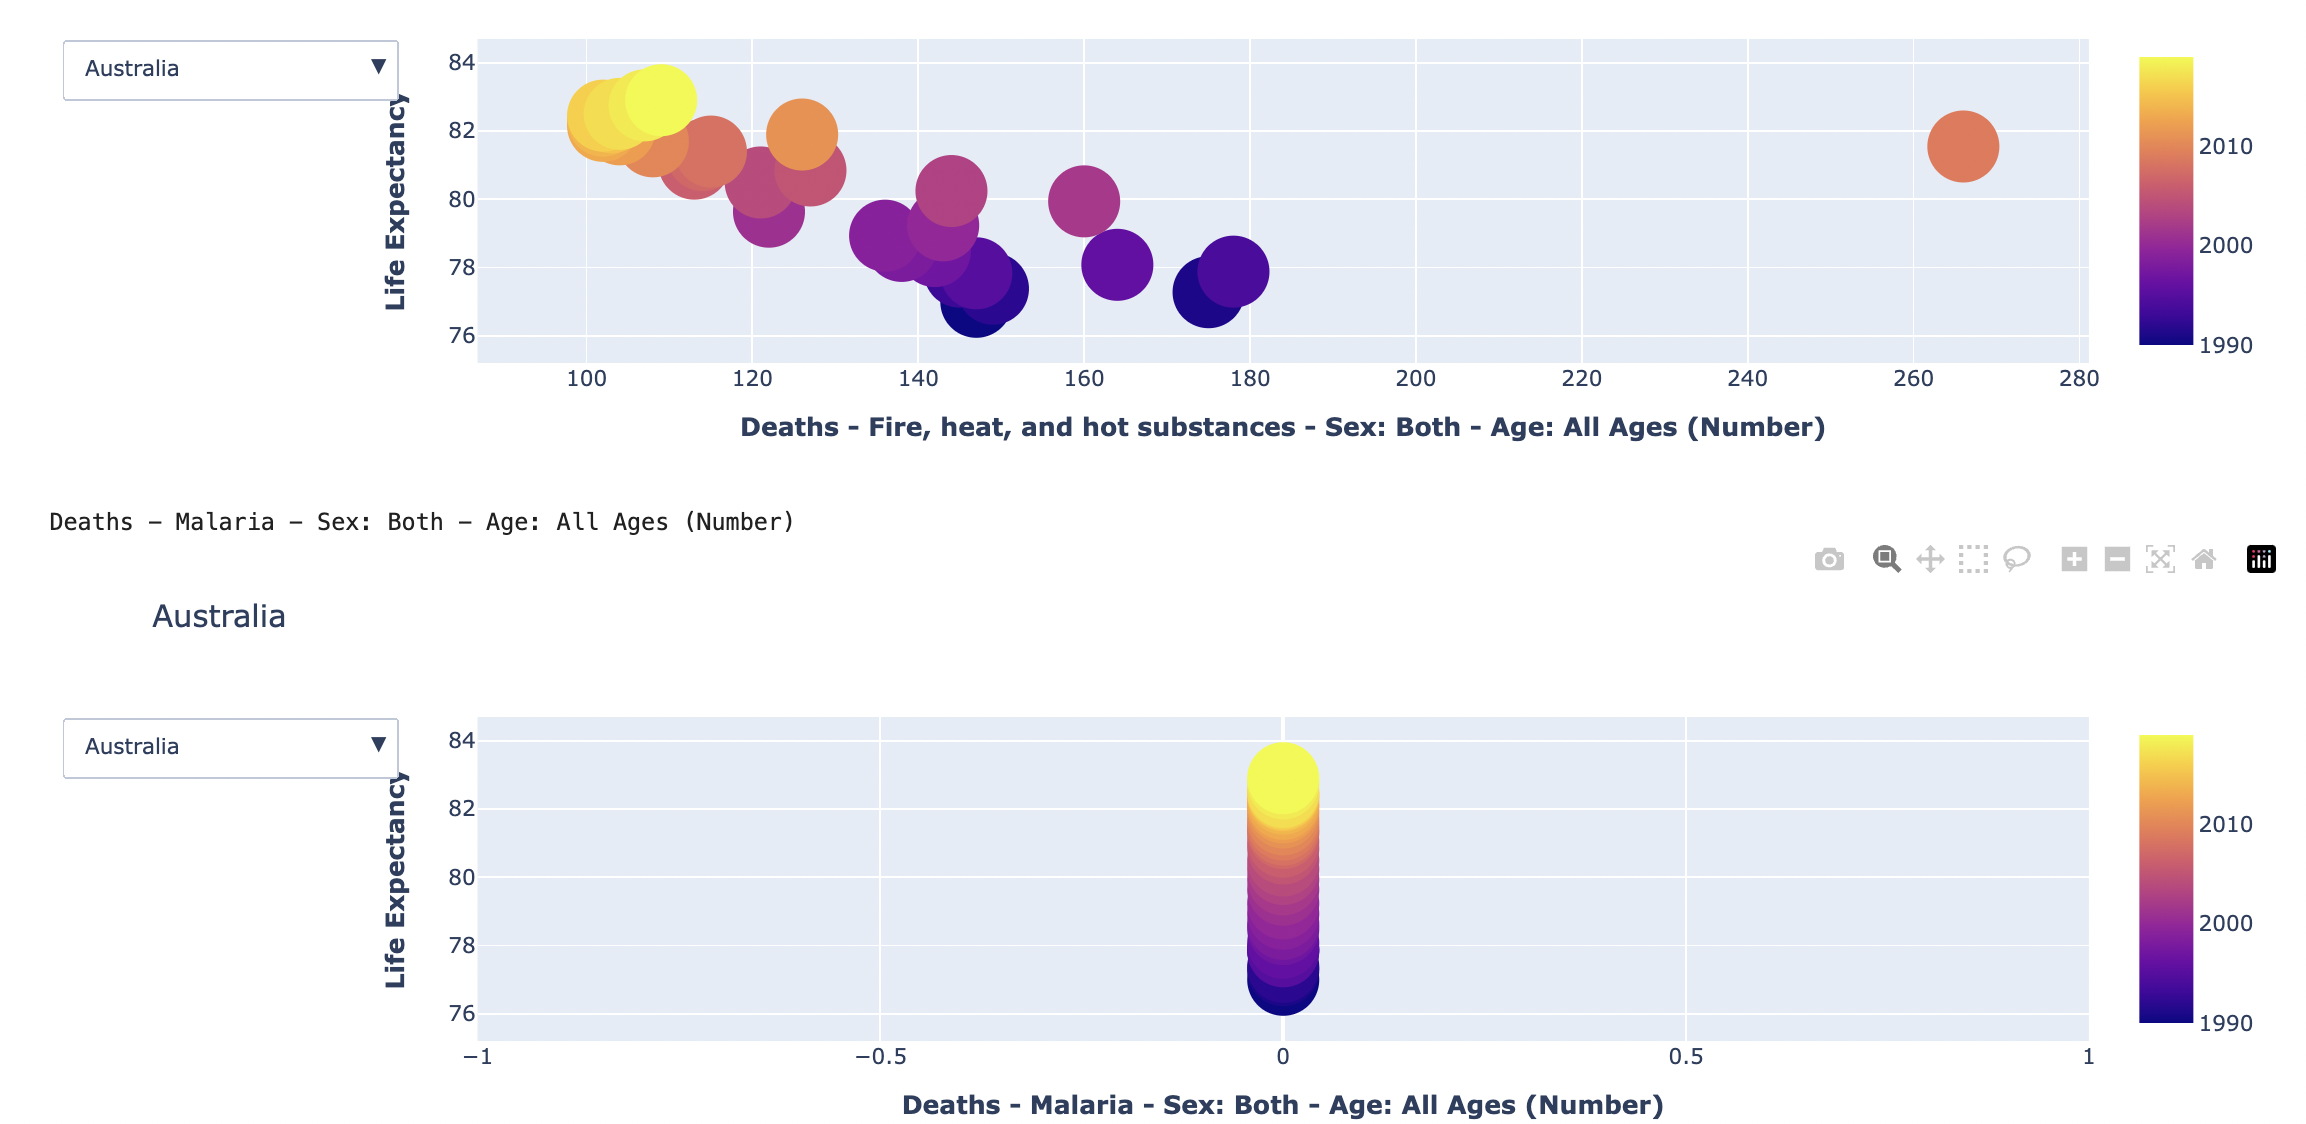 Australia ▼
Life Expectancy
84
82
80
78
76
100 120 140 160 180 200 220 240 260 280
Deaths - Fire, heat, and hot substances - Sex: Both - Age: All Ages (Number)
2010
2000
1990
Deaths - Malaria - Sex: Both - Age: All Ages (Number)
Australia
Australia ▼
Life Expectancy
84
82
80
78
76
−1 −0.5 0 0.5 1
Deaths - Malaria - Sex: Both - Age: All Ages (Number)
2010
2000
1990